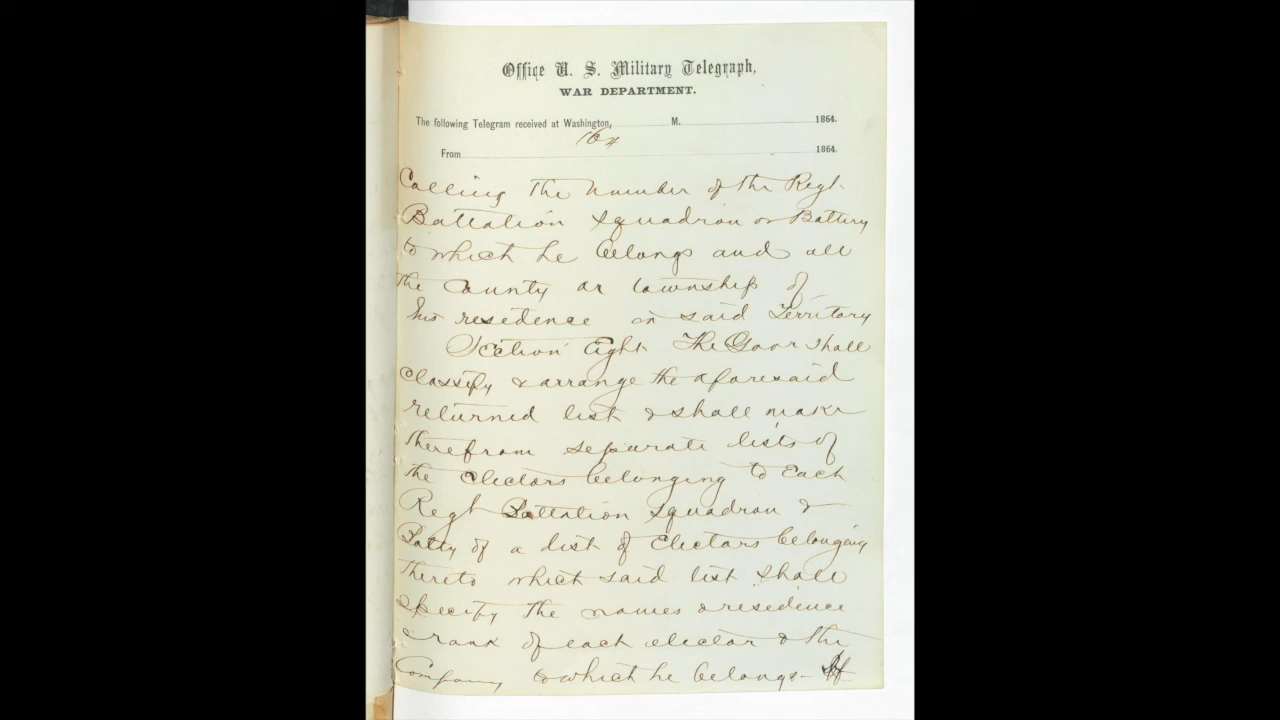 Office U. S. Military Telegraph,
WAR DEPARTMENT.
The following Telegram received at Washington, M. 1864.
From 1864.
Calling the number of the Regt
Battalion squadron or Battery
to which he belongs and all
the County or township of
his residence in said Territory
Section Eight The Govr shall
classify & arrange the aforesaid
returned list & shall make
therefrom separate lists of
the electors belonging to Each
Regt Battalion squadron &
Batty of a list of Electors belonging
thereto which said list shall
specify the names & residence
& rank of each elector & the
Company to which he belongs-